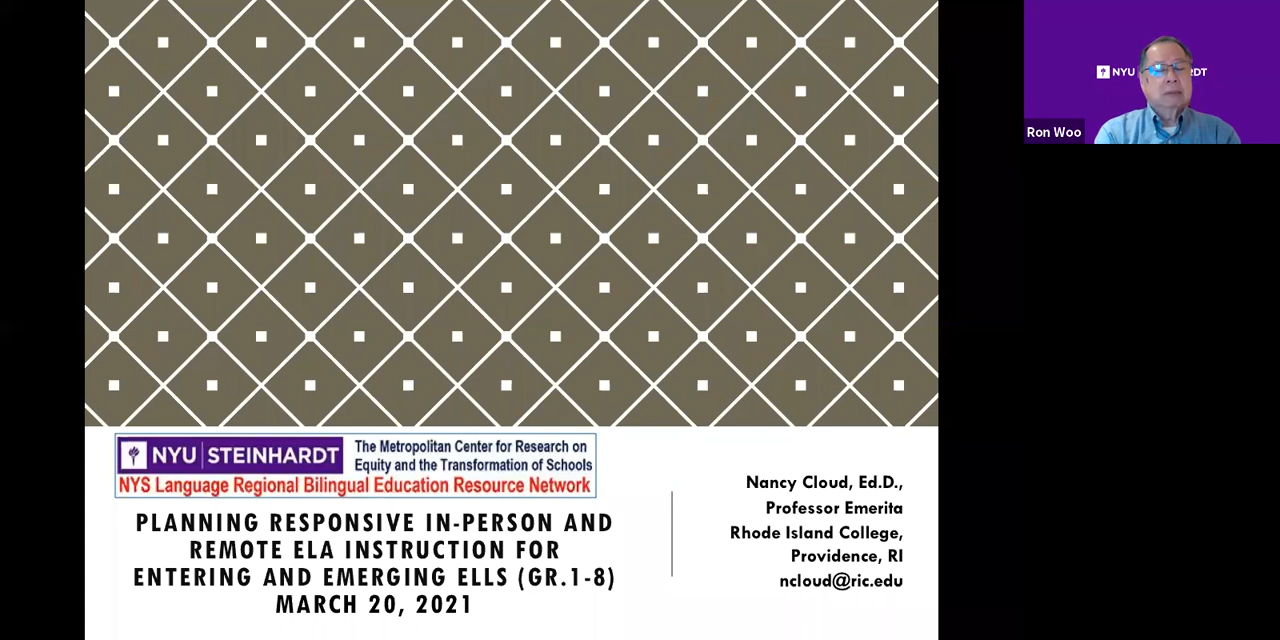 NYU STEINHARDT
The Metropolitan Center for Research on
Equity and the Transformation of Schools
NYS Language Regional Bilingual Education Resource Network
PLANNING RESPONSIVE IN-PERSON AND
REMOTE ELA INSTRUCTION FOR
ENTERING AND EMERGING ELLS (GR.1-8)
MARCH 20, 2021
Nancy Cloud, Ed.D.,
Professor Emerita
Rhode Island College,
Providence, RI
ncloud@ric.edu
NYU RDT
Ron Woo